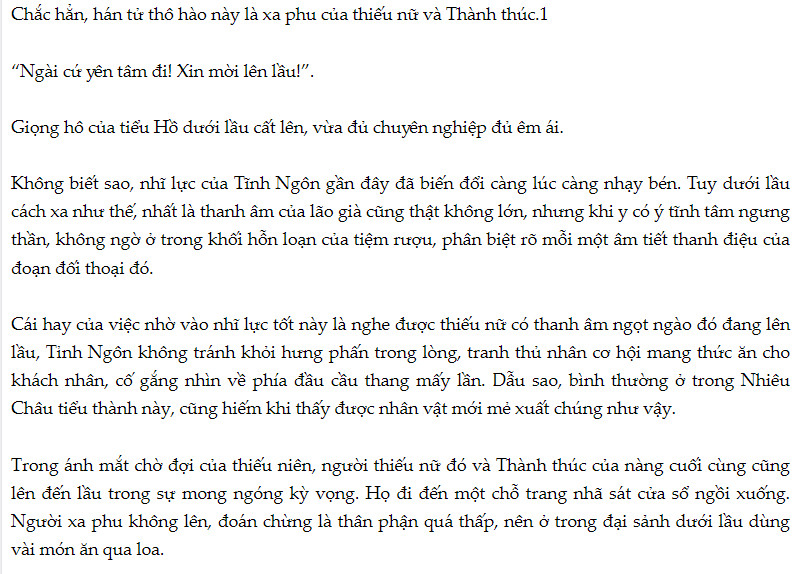 Chắc hẳn, hán tử thô hào này là xa phu của thiếu nữ và Thành thúc.1
“Ngài cứ yên tâm đi! Xin mời lên lầu!”.
Giọng hô của tiểu Hồ dưới lầu cất lên, vừa đủ chuyên nghiệp đủ êm ái.
Không biết sao, nhĩ lực của Tĩnh Ngôn gần đây đã biến đổi càng lúc càng nhạy bén. Tuy dưới lầu
cách xa như thế, nhất là thanh âm của lão già cũng thật không lớn, nhưng khi y có ý tĩnh tâm ngưng
thần, không ngờ ở trong khối hỗn loạn của tiệm rượu, phân biệt rõ mỗi một âm tiết thanh điệu của
đoạn đối thoại đó.
Cái hay của việc nhờ vào nhĩ lực tốt này là nghe được thiếu nữ có thanh âm ngọt ngào đó đang lên
lầu, Tỉnh Ngôn không tránh khỏi hưng phấn trong lòng, tranh thủ nhân cơ hội mang thức ăn cho
khách nhân, cố gắng nhìn về phía đầu cầu thang mấy lần. Dẫu sao, bình thường ở trong Nhiêu
Châu tiểu thành này, cũng hiếm khi thấy được nhân vật mới mẻ xuất chúng như vậy.
Trong ánh mắt chờ đợi của thiếu niên, người thiếu nữ đó và Thành thúc của nàng cuối cùng cũng
lên đến lầu trong sự mong ngóng kỳ vọng. Họ đi đến một chỗ trang nhã sát cửa sổ ngồi xuống.
Người xa phu không lên, đoán chừng là thân phận quá thấp, nên ở trong đại sảnh dưới lầu dùng
vài món ăn qua loa.